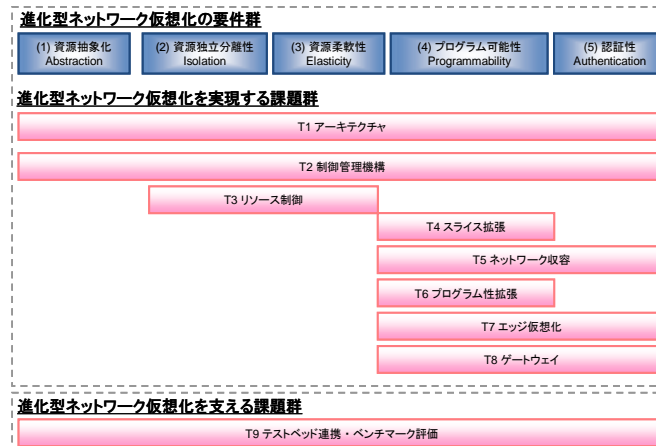 進化型ネットワーク仮想化の要件群
(1) 資源抽象化
Abstraction
(2) 資源独立分離性
Isolation
(3) 資源柔軟性
Elasticity
(4) プログラム可能性
Programmability
(5) 認証性
Authentication
進化型ネットワーク仮想化を実現する課題群
T1 アーキテクチャ
T2 制御管理機構
T3 リソース制御
T4 スライス拡張
T5 ネットワーク収容
T6 プログラム性拡張
T7 エッジ仮想化
T8 ゲートウェイ
進化型ネットワーク仮想化を支える課題群
T9 テストベッド連携・ベンチマーク評価